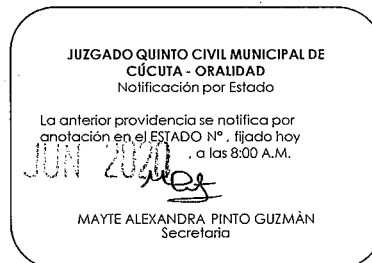 JUZGADO QUINTO CIVIL MUNICIPAL DE
CÚCUTA - ORALIDAD
Notificación por Estado
La anterior providencia se notifica por
anotación en el ESTADO Nº , fijado hoy
JUN 2020 , a las 8:00 A.M.
MAYTE ALEXANDRA PINTO GUZMÀN
Secretaria